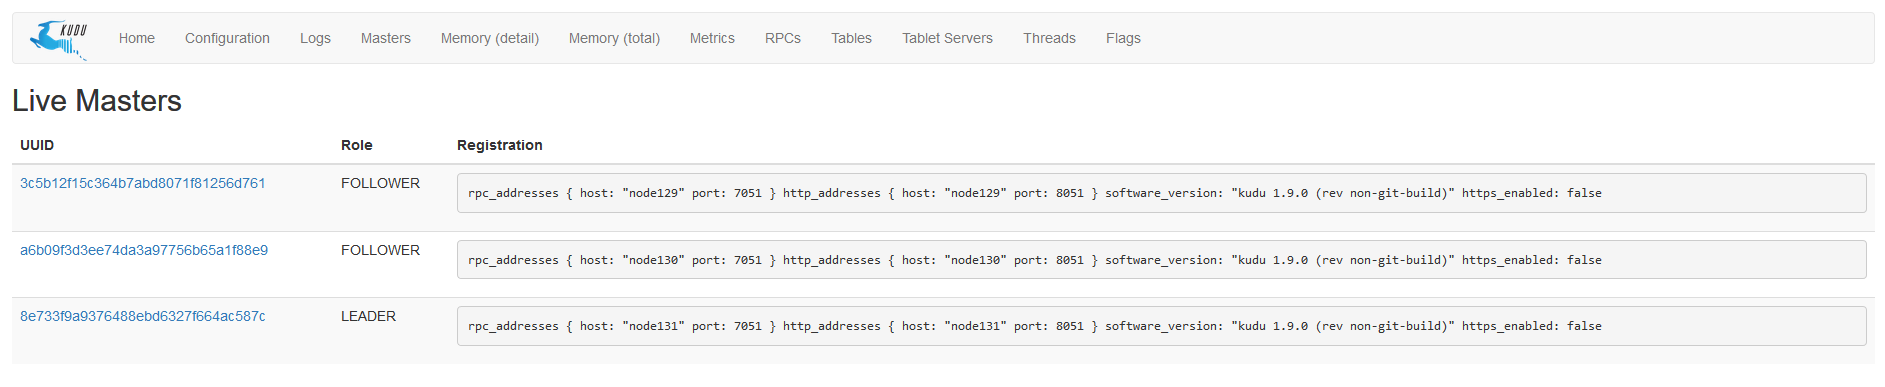 KUDU Home Configuration Logs Masters Memory (detail) Memory (total) Metrics RPCs Tables Tablet Servers Threads Flags
Live Masters
UUID Role Registration
3c5b12f15c364b7abd8071f81256d761 FOLLOWER rpc_addresses { host: "node129" port: 7051 } http_addresses { host: "node129" port: 8051 } software_version: "kudu 1.9.0 (rev non-git-build)" https_enabled: false
a6b09f3d3ee74da3a97756b65a1f88e9 FOLLOWER rpc_addresses { host: "node130" port: 7051 } http_addresses { host: "node130" port: 8051 } software_version: "kudu 1.9.0 (rev non-git-build)" https_enabled: false
8e733f9a9376488ebd6327f664ac587c LEADER rpc_addresses { host: "node131" port: 7051 } http_addresses { host: "node131" port: 8051 } software_version: "kudu 1.9.0 (rev non-git-build)" https_enabled: false